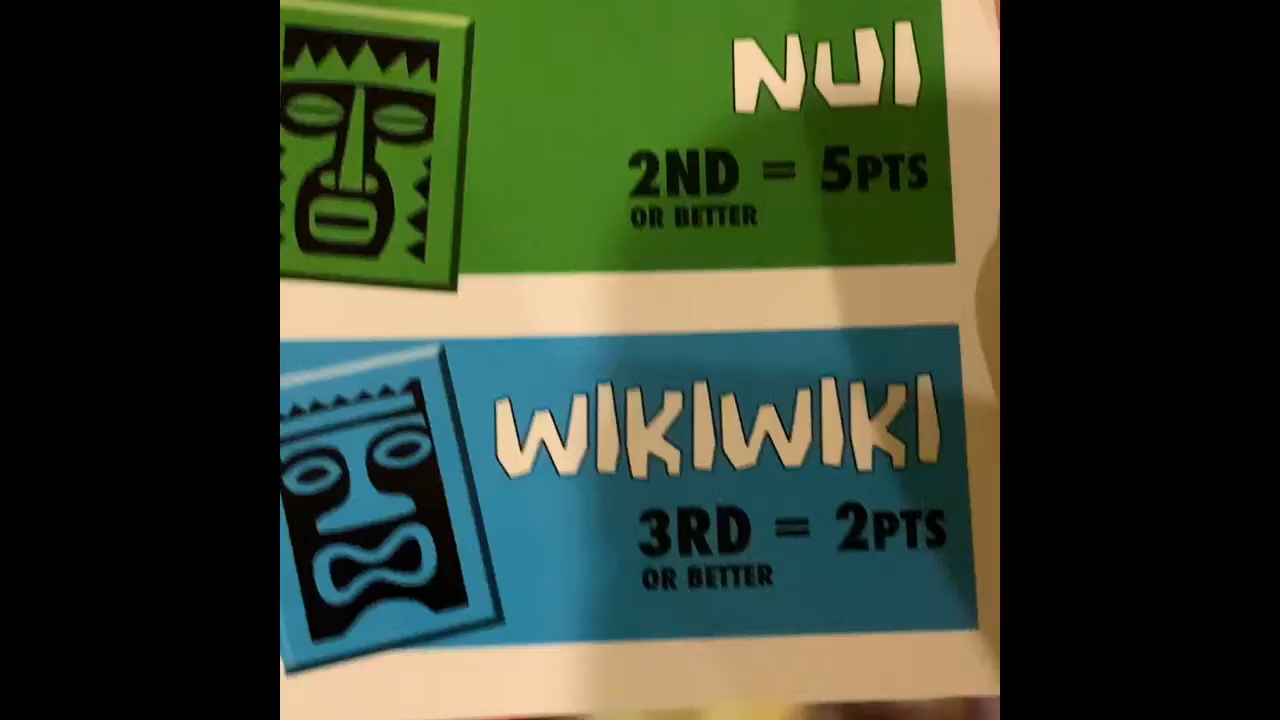 NUI
2ND = 5PTS
OR BETTER
WIKIWIKI
3RD = 2PTS
OR BETTER